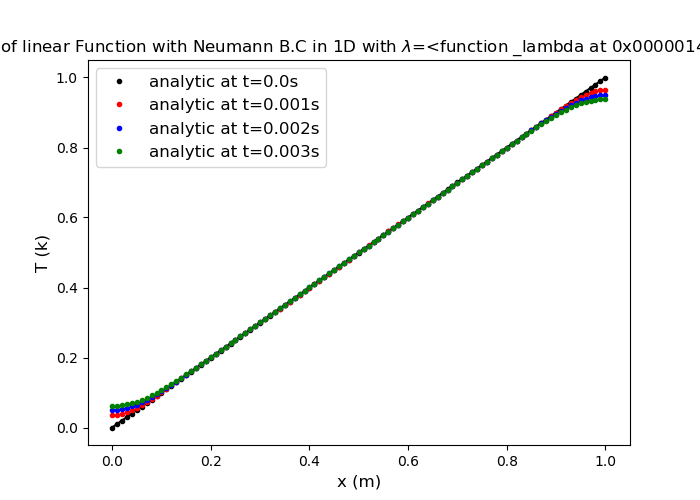 of linear Function with Neumann B.C in 1D with λ=<function _lambda at 0x0000014
analytic at t=0.0s
analytic at t=0.001s
analytic at t=0.002s
analytic at t=0.003s
1.0
0.8
0.6
0.4
0.2
0.0
T (k)
0.0 0.2 0.4 0.6 0.8 1.0
x (m)